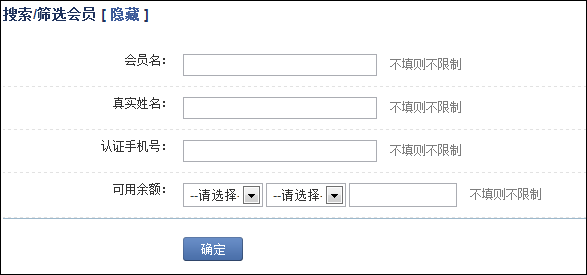 搜索/筛选会员 [ 隐藏 ]
会员名： 不填则不限制
真实姓名： 不填则不限制
认证手机号： 不填则不限制
可用余额： --请选择- --请选择- 不填则不限制
确定